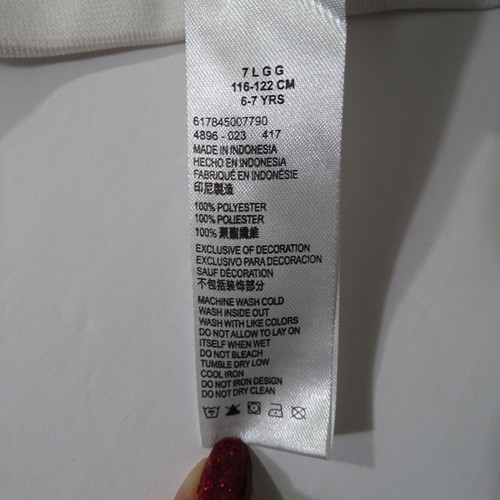 7 L G G
116-122 CM
6-7 YRS
617845007790
4896 - 023 417
MADE IN INDONESIA
HECHO EN INDONESIA
FABRIQUÉ EN INDONÉSIE
印尼製造
100% POLYESTER
100% POLIESTER
100% 聚酯纖維
EXCLUSIVE OF DECORATION
EXCLUSIVO PARA DECORACION
SAUF DÉCORATION
不包括装饰部分
MACHINE WASH COLD
WASH INSIDE OUT
WASH WITH LIKE COLORS
DO NOT ALLOW TO LAY ON
ITSELF WHEN WET
DO NOT BLEACH
TUMBLE DRY LOW
COOL IRON
DO NOT IRON DESIGN
DO NOT DRY CLEAN